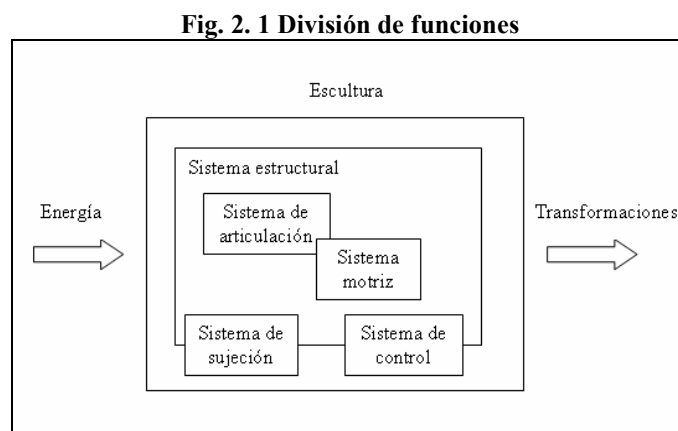 Fig. 2. 1 División de funciones
Escultura
Sistema estructural
Energía
Sistema de
articulación
Transformaciones
Sistema
motriz
Sistema de
sujeción
Sistema de
control